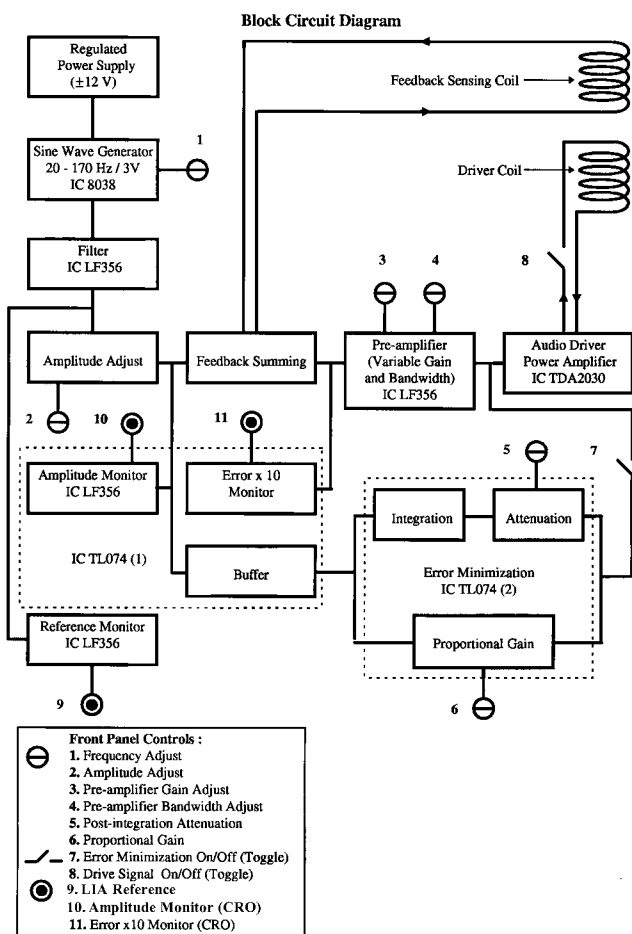 Block Circuit Diagram
Regulated
Power Supply
(±12 V)
Feedback Sensing Coil
1
Sine Wave Generator
20 - 170 Hz / 3V
IC 8038
Driver Coil
Filter
IC LF356
3
4
8
Amplitude Adjust
Feedback Summing
Pre-amplifier
(Variable Gain
and Bandwidth)
IC LF356
Audio Driver
Power Amplifier
IC TDA2030
2
10
11
5
7
Amplitude Monitor
IC LF356
Error x 10
Monitor
Integration
Attenuation
IC TL074 (1)
Buffer
Error Minimization
IC TL074 (2)
Reference Monitor
IC LF356
Proportional Gain
9
6
Front Panel Controls :
1. Frequency Adjust
2. Amplitude Adjust
3. Pre-amplifier Gain Adjust
4. Pre-amplifier Bandwidth Adjust
5. Post-integration Attenuation
6. Proportional Gain
7. Error Minimization On/Off (Toggle)
8. Drive Signal On/Off (Toggle)
9. LIA Reference
10. Amplitude Monitor (CRO)
11. Error x10 Monitor (CRO)